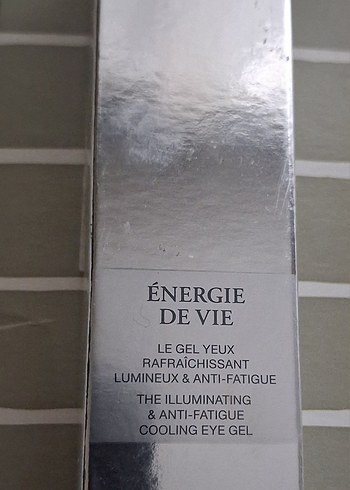 ÉNERGIE
DE VIE
LE GEL YEUX
RAFRAÎCHISSANT
LUMINEUX & ANTI-FATIGUE
THE ILLUMINATING
& ANTI-FATIGUE
COOLING EYE GEL